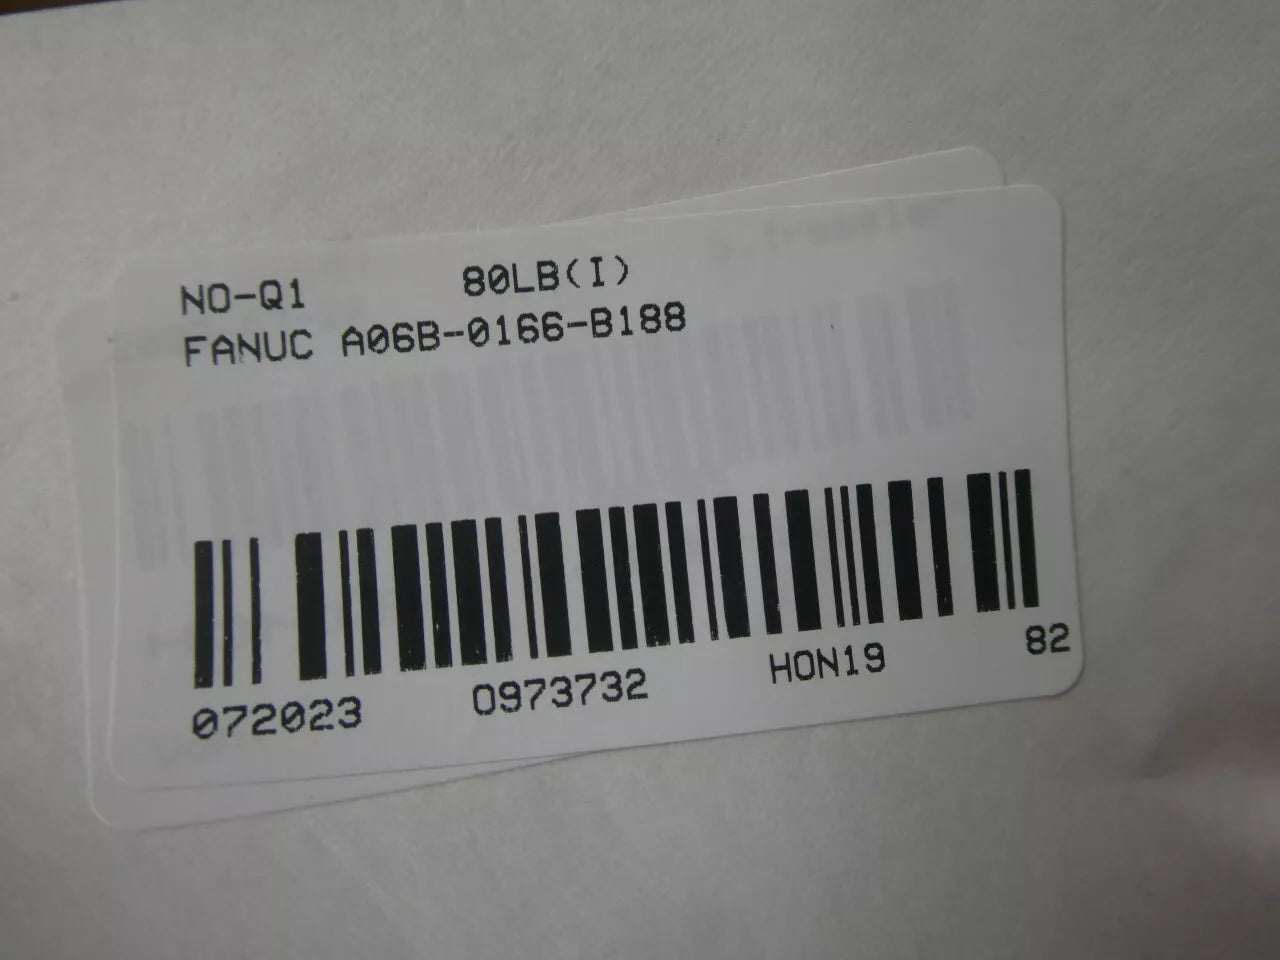 NO-Q1 80LB(I)
FANUC A06B-0166-B188
072023 0973732 HON19 82